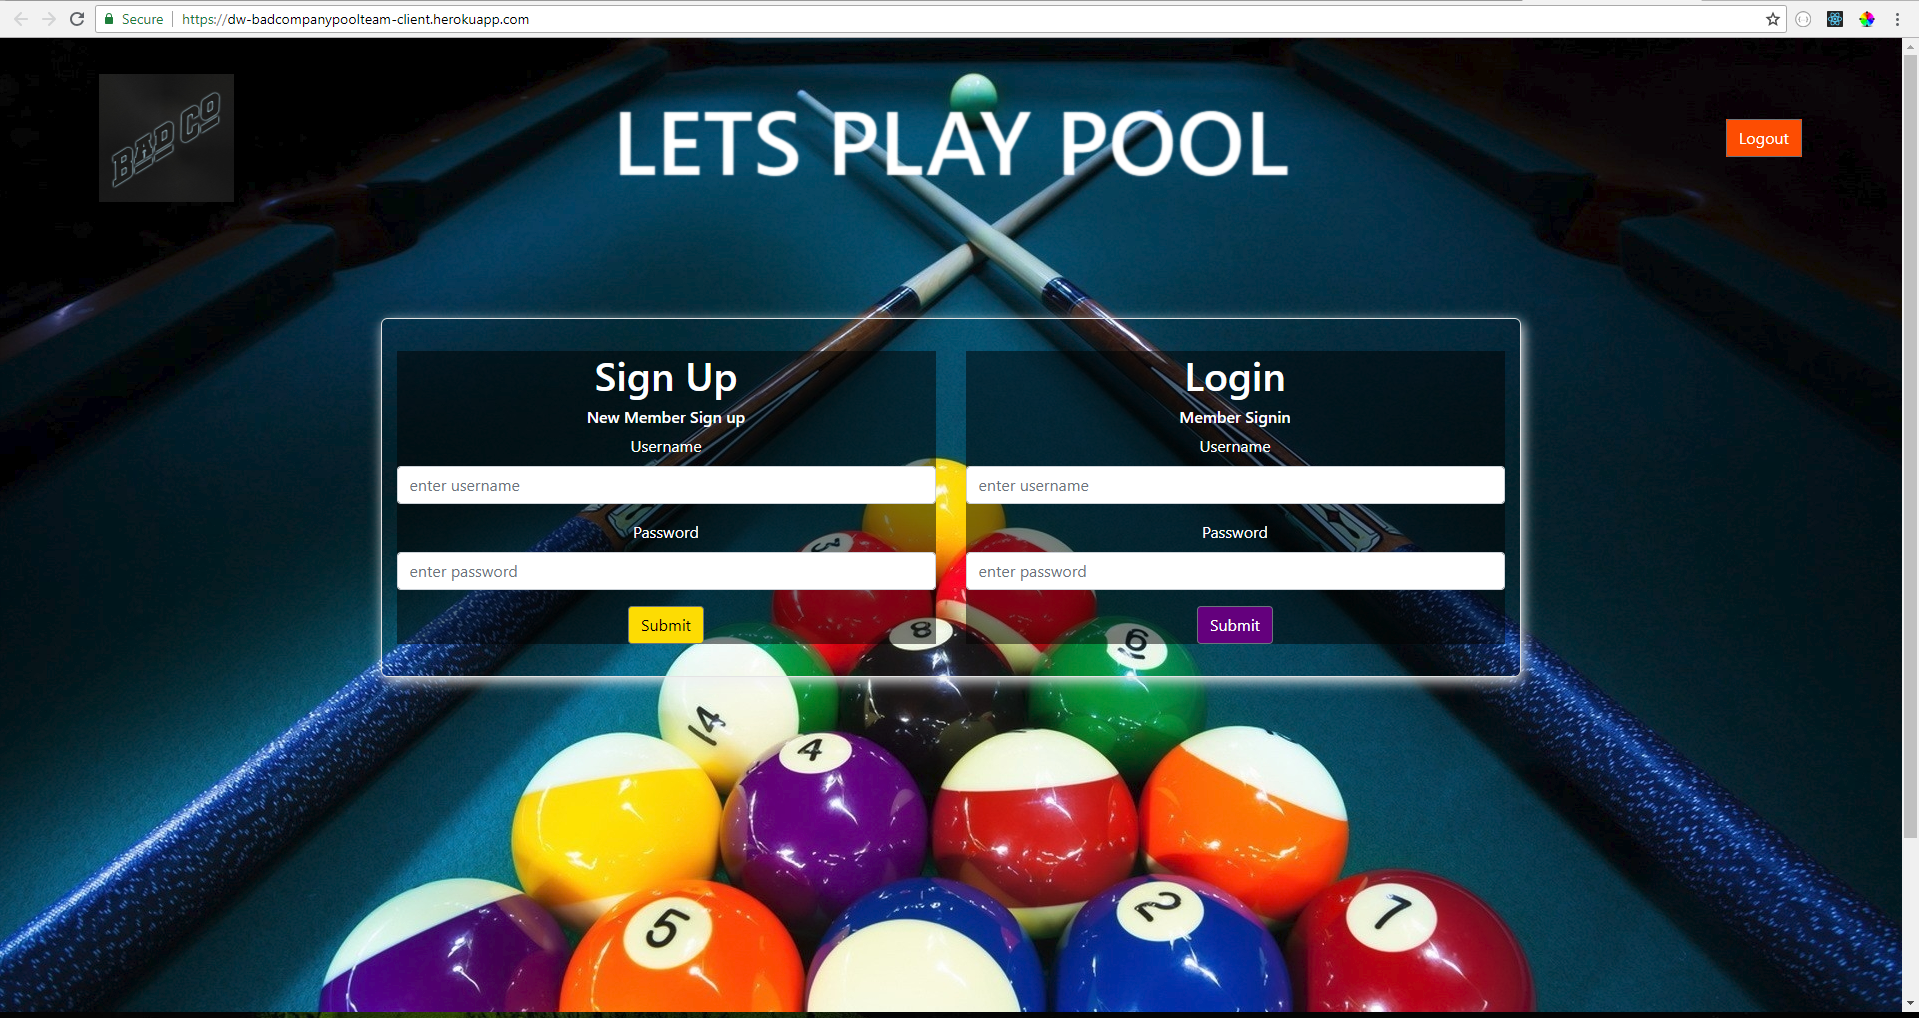 Secure
https://dw-badcompanypoolteam-client.herokuapp.com
BAD CO
LETS PLAY POOL
Logout
Sign Up
New Member Sign up
Username
enter username
Password
enter password
Submit
Login
Member Signin
Username
enter username
Password
enter password
Submit
3
8
6
14
4
5
2
7